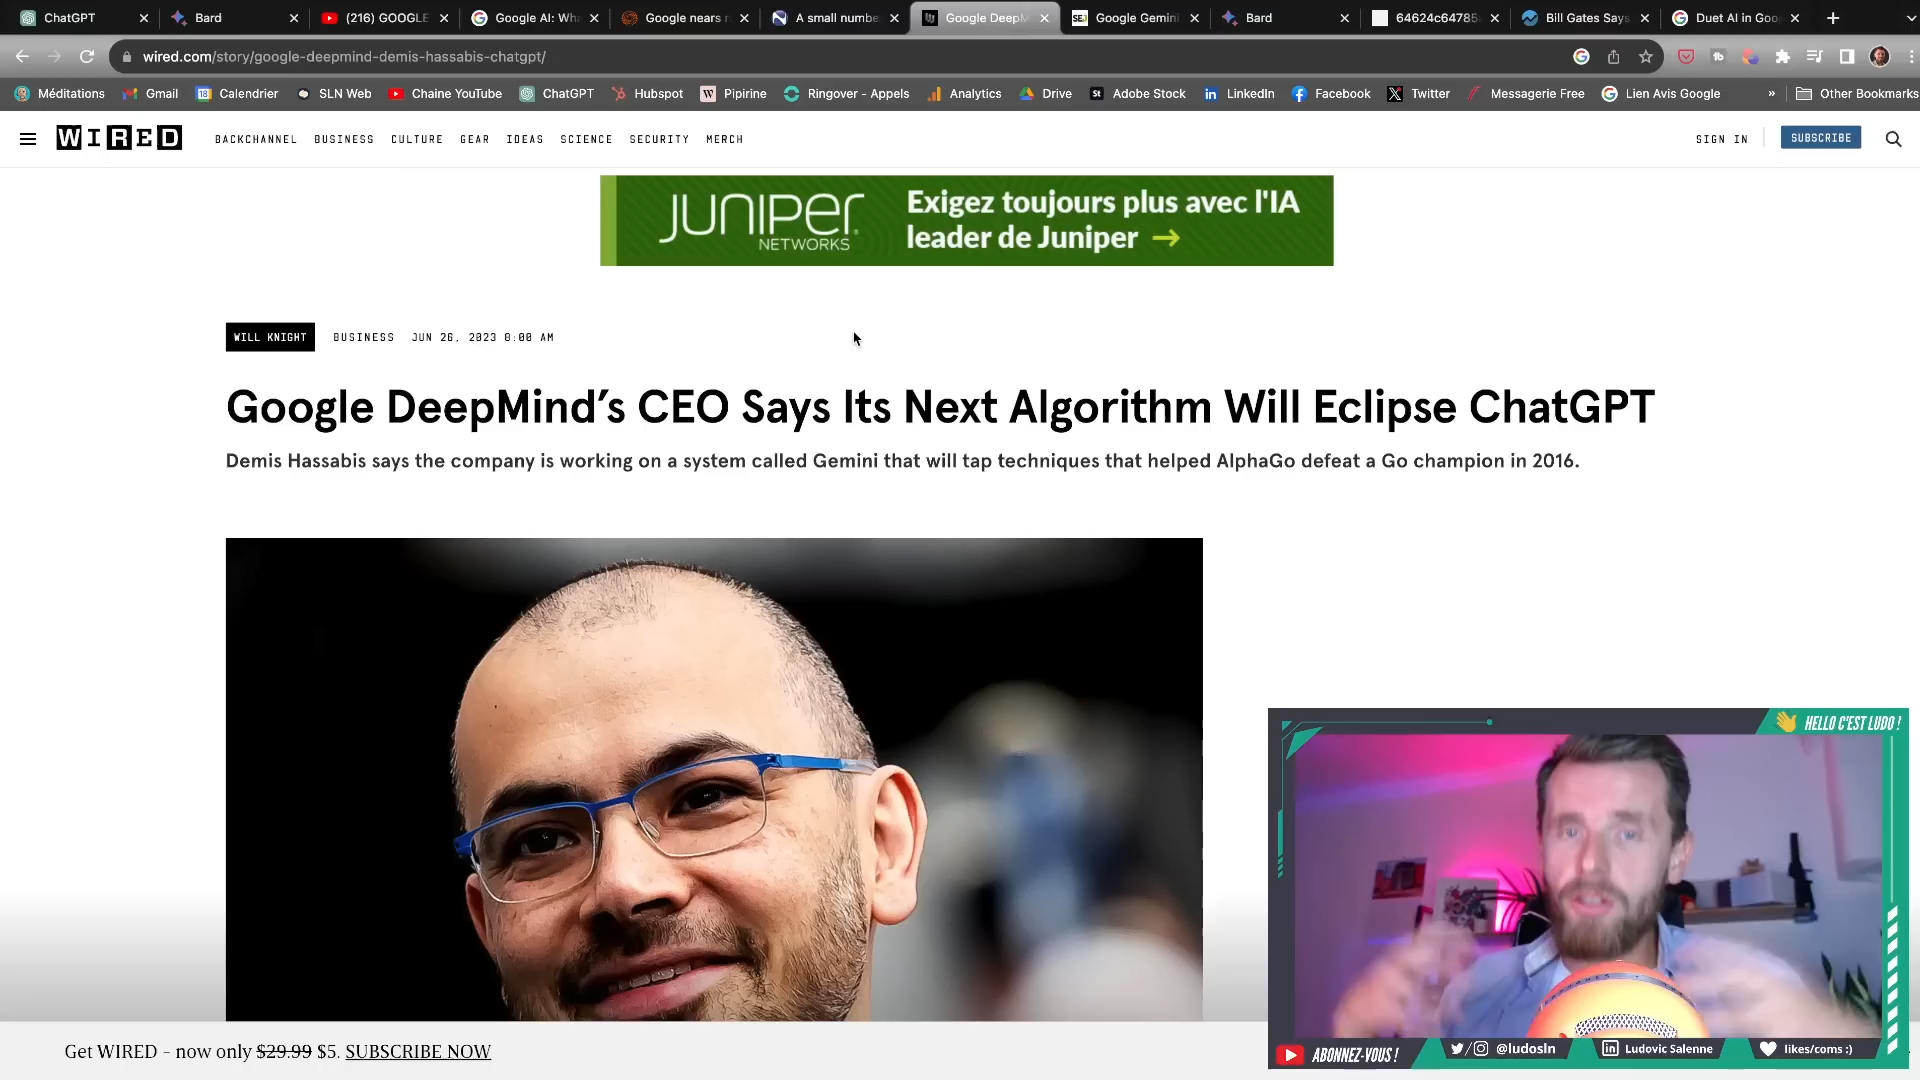 ChatGPT
Bard
(216) GOOGLE
Google AI: Wh
Google nears
A small numbe
Google DeepM
Google Gemini
Bard
64624c64785
Bill Gates Says
Duet AI in Goo
wired.com/story/google-deepmind-demis-hassabis-chatgpt/
Méditations
Gmail
Calendrier
SLN Web
Chaine YouTube
ChatGPT
Hubspot
Pipirine
Ringover - Appels
Analytics
Drive
Adobe Stock
LinkedIn
Facebook
Twitter
Messagerie Free
Lien Avis Google
»
Other Bookmarks
WIRED
BACKCHANNEL BUSINESS CULTURE GEAR IDEAS SCIENCE SECURITY MERCH
SIGN IN
SUBSCRIBE
JUNIPER
NETWORKS
Exigez toujours plus avec l'IA
leader de Juniper →
WILL KNIGHT BUSINESS JUN 26, 2023 8:00 AM
Google DeepMind's CEO Says Its Next Algorithm Will Eclipse ChatGPT
Demis Hassabis says the company is working on a system called Gemini that will tap techniques that helped AlphaGo defeat a Go champion in 2016.
HELLO C'EST LUDO !
Get WIRED - now only $29.99 $5. SUBSCRIBE NOW
ABONNEZ-VOUS !
@ludosln
Ludovic Salenne
likes/coms :)